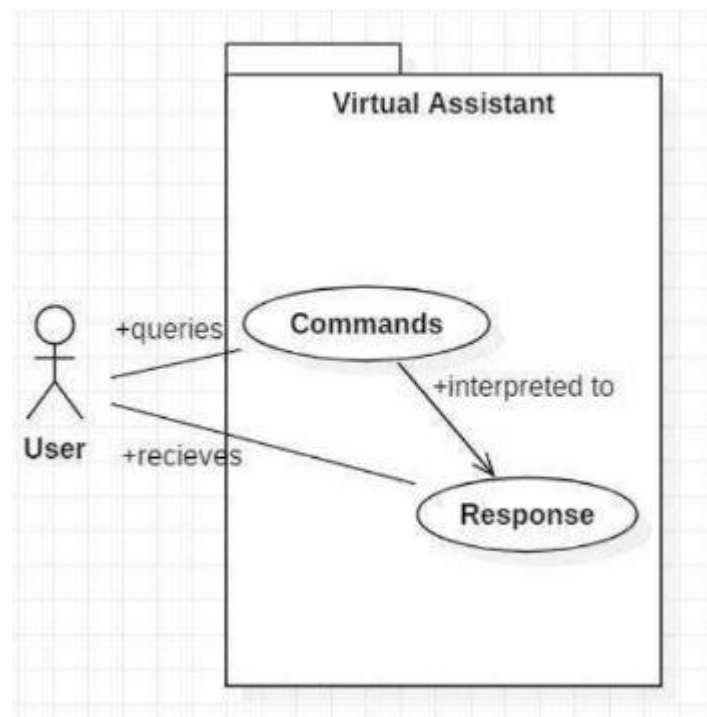 Virtual Assistant
+queries
Commands
+interpreted to
User
+recieves
Response